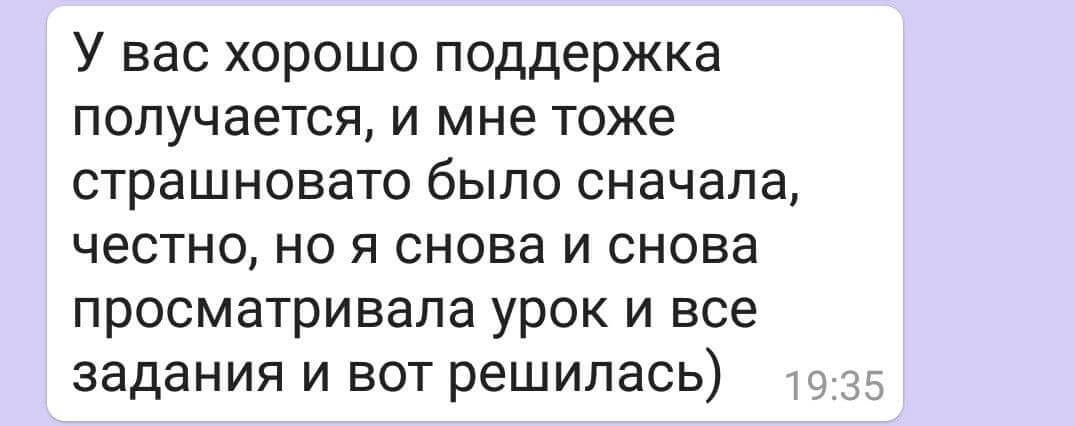 У вас хорошо поддержка
получается, и мне тоже
страшновато было сначала,
честно, но я снова и снова
просматривала урок и все
задания и вот решилась)
19:35